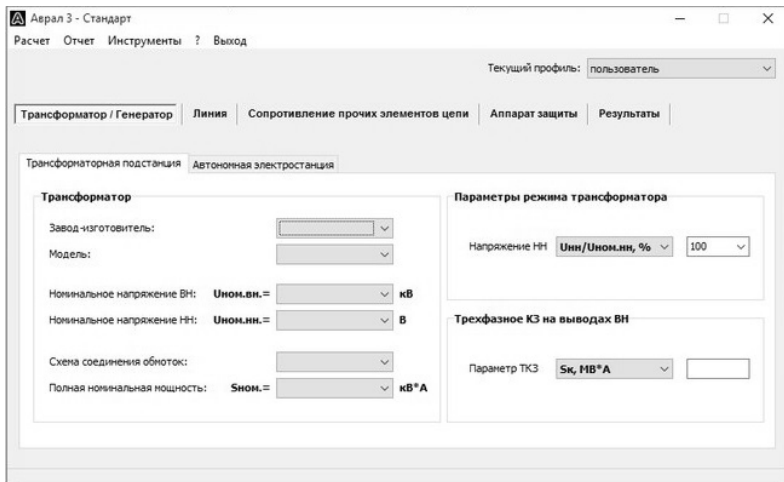 Аврал 3 - Стандарт
Расчет Отчет Инструменты ? Выход
Текущий профиль: пользователь
Трансформатор / Генератор Линия Сопротивление прочих элементов цепи Аппарат защиты Результаты
Трансформаторная подстанция Автономная электростанция
Трансформатор
Завод-изготовитель:
Модель:
Номинальное напряжение ВН: Uном.вн.= кВ
Номинальное напряжение НН: Uном.нн.= В
Схема соединения обмоток:
Полная номинальная мощность: Sном.= кВ*А
Параметры режима трансформатора
Напряжение НН Uнн/Uном.нн, % 100
Трехфазное КЗ на выводах ВН
Параметр ТКЗ Sк, МВ*А